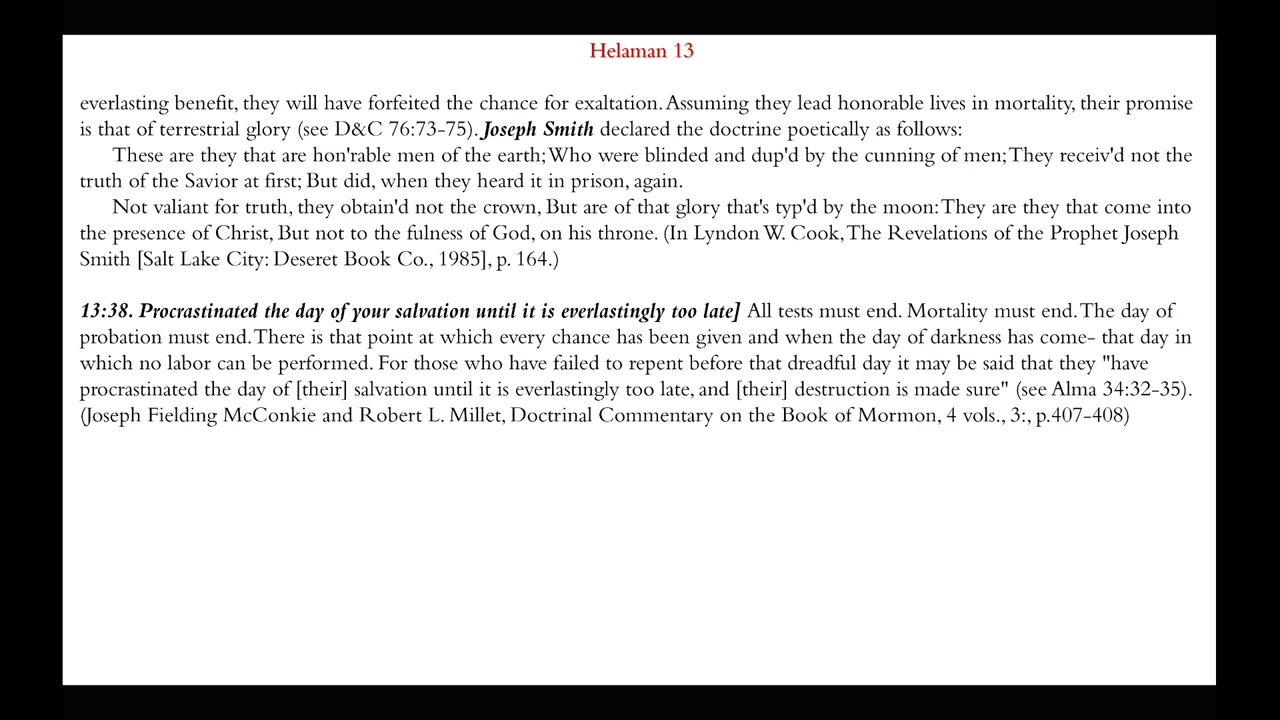 Helaman 13
everlasting benefit, they will have forfeited the chance for exaltation. Assuming they lead honorable lives in mortality, their promise
is that of terrestrial glory (see D&C 76:73-75). Joseph Smith declared the doctrine poetically as follows:
These are they that are hon'rable men of the earth; Who were blinded and dup'd by the cunning of men; They receiv'd not the
truth of the Savior at first; But did, when they heard it in prison, again.
Not valiant for truth, they obtain'd not the crown, But are of that glory that's typ'd by the moon: They are they that come into
the presence of Christ, But not to the fulness of God, on his throne. (In Lyndon W. Cook, The Revelations of the Prophet Joseph
Smith [Salt Lake City: Deseret Book Co., 1985], p. 164.)
13:38. Procrastinated the day of your salvation until it is everlastingly too late] All tests must end. Mortality must end. The day of
probation must end. There is that point at which every chance has been given and when the day of darkness has come- that day in
which no labor can be performed. For those who have failed to repent before that dreadful day it may be said that they "have
procrastinated the day of [their] salvation until it is everlastingly too late, and [their] destruction is made sure" (see Alma 34:32-35).
(Joseph Fielding McConkie and Robert L. Millet, Doctrinal Commentary on the Book of Mormon, 4 vols., 3:, p.407-408)